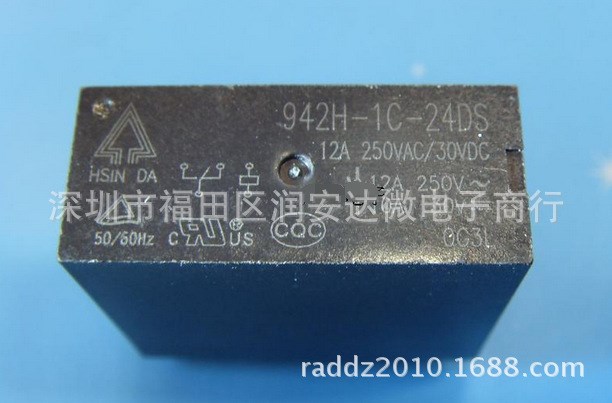 942H-1C-24DS
12A 250VAC/30VDC
HSIN DA
12A 250V~
深圳市福田区润安达微电子商行
50/60Hz
C US
CQC
0G3L
raddz2010.1688.com